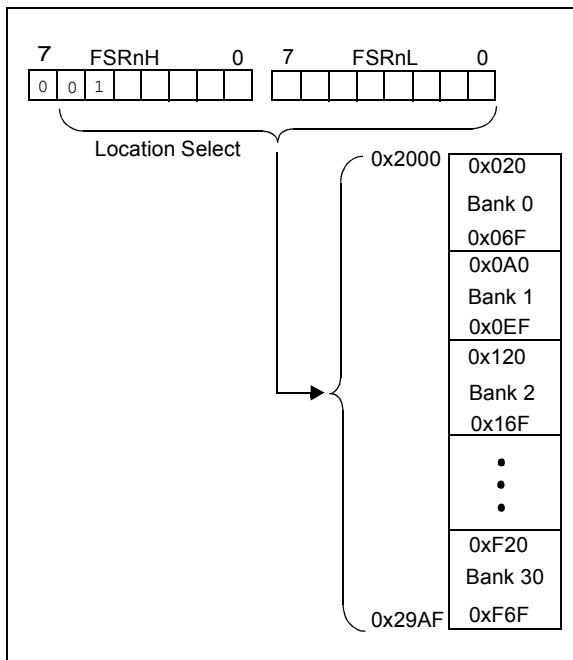 7 FSRnH 0 7 FSRnL 0
0 0 1
Location Select
0x2000
0x020
Bank 0
0x06F
0x0A0
Bank 1
0x0EF
0x120
Bank 2
0x16F
0xF20
Bank 30
0xF6F
0x29AF